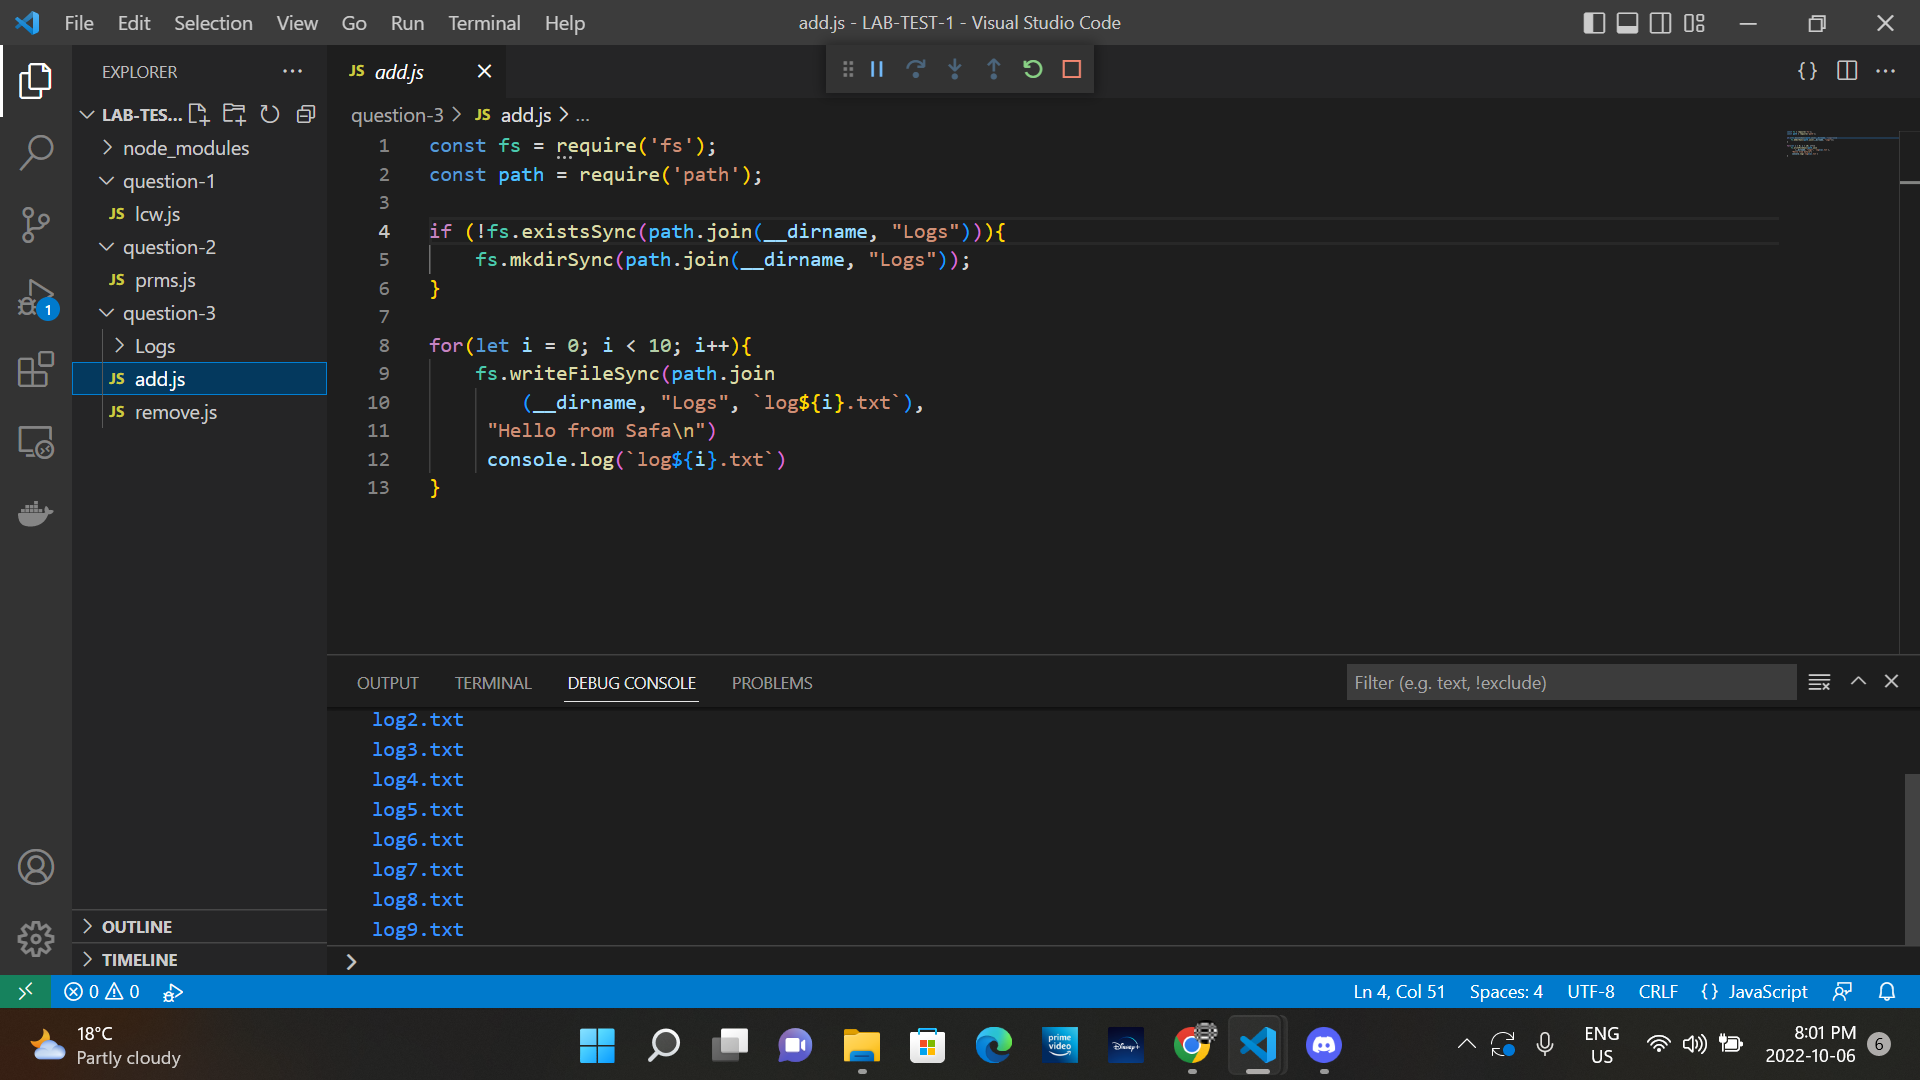 File Edit Selection View Go Run Terminal Help
add.js - LAB-TEST-1 - Visual Studio Code
EXPLORER
LAB-TES...
node_modules
question-1
JS lcw.js
question-2
JS prms.js
question-3
Logs
JS add.js
JS remove.js
OUTLINE
TIMELINE
1
JS add.js
question-3 > JS add.js > ...
1 const fs = require('fs');
2 const path = require('path');
3
4 if (!fs.existsSync(path.join(__dirname, "Logs"))){
5 fs.mkdirSync(path.join(__dirname, "Logs"));
6 }
7
8 for(let i = 0; i < 10; i++){
9 fs.writeFileSync(path.join
10 (__dirname, "Logs", `log${i}.txt`),
11 "Hello from Safa\n")
12 console.log(`log${i}.txt`)
13 }
OUTPUT TERMINAL DEBUG CONSOLE PROBLEMS
Filter (e.g. text, !exclude)
log2.txt
log3.txt
log4.txt
log5.txt
log6.txt
log7.txt
log8.txt
log9.txt
>
0 0
Ln 4, Col 51 Spaces: 4 UTF-8 CRLF {} JavaScript
18°C
Partly cloudy
prime video
Disney+
ENG
US
8:01 PM
2022-10-06
6